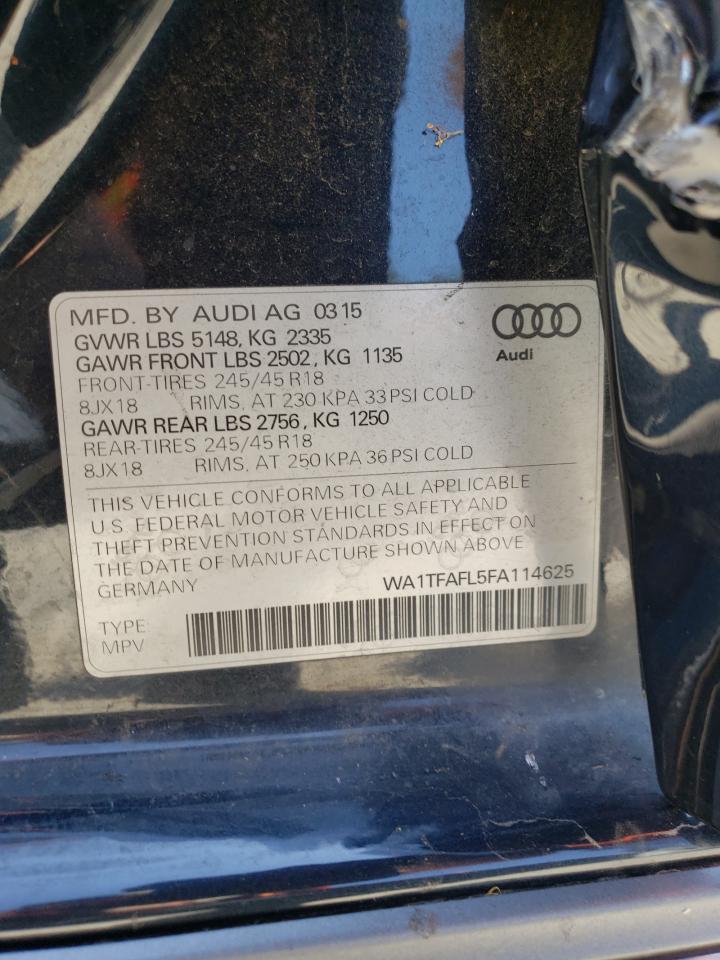 MFD. BY AUDI AG 03 15
GVWR LBS 5148, KG 2335
GAWR FRONT LBS 2502, KG 1135
FRONT-TIRES 245/45 R18
8JX18 RIMS, AT 230 KPA 33 PSI COLD
GAWR REAR LBS 2756, KG 1250
REAR-TIRES 245/45 R18
8JX18 RIMS, AT 250 KPA 36 PSI COLD
Audi
THIS VEHICLE CONFORMS TO ALL APPLICABLE
U.S. FEDERAL MOTOR VEHICLE SAFETY AND
THEFT PREVENTION STANDARDS IN EFFECT ON
THE DATE OF MANUFACTURE SHOWN ABOVE
GERMANY WA1TFAFL5FA114625
TYPE:
MPV